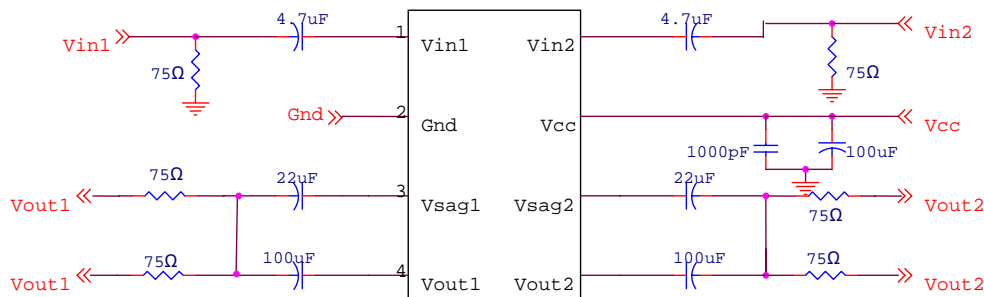 4.7uF 4.7uF
Vin1 1 Vin1 Vin2 Vin2
75Ω 75Ω
Gnd 2 Gnd Vcc Vcc
1000pF 100uF
75Ω 22uF 22uF
Vout1 3 Vsag1 Vsag2 Vout2
75Ω
75Ω 100uF 100uF 75Ω
Vout1 4 Vout1 Vout2 Vout2